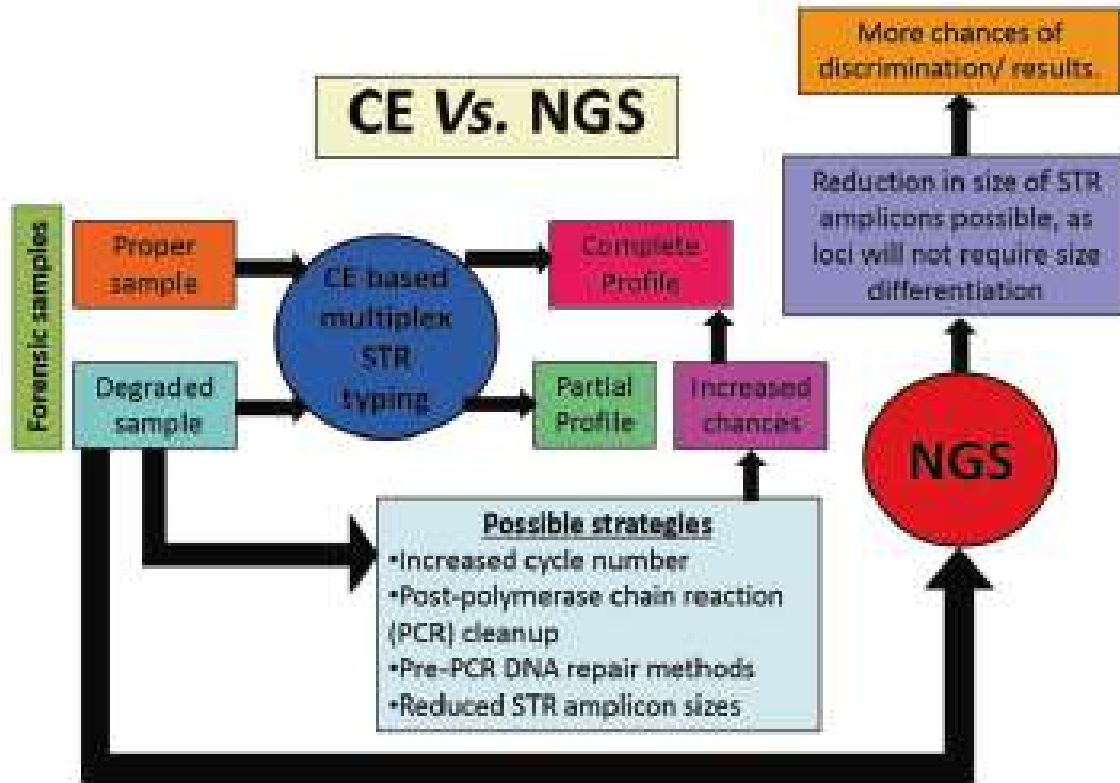 CE Vs. NGS
Forensic samples
Proper
sample
Degraded
sample
CE based
multiplex
STR
typing
Complete
Profile
Partial
Profile
Increased
chances
Possible strategies
•Increased cycle number
•Post-polymerase chain reaction
(PCR) cleanup
•Pre-PCR DNA repair methods
•Reduced STR amplicon sizes
More chances of
discrimination/ results.
Reduction in size of STR
amplicons possible, as
loci will not require size
differentiation
NGS